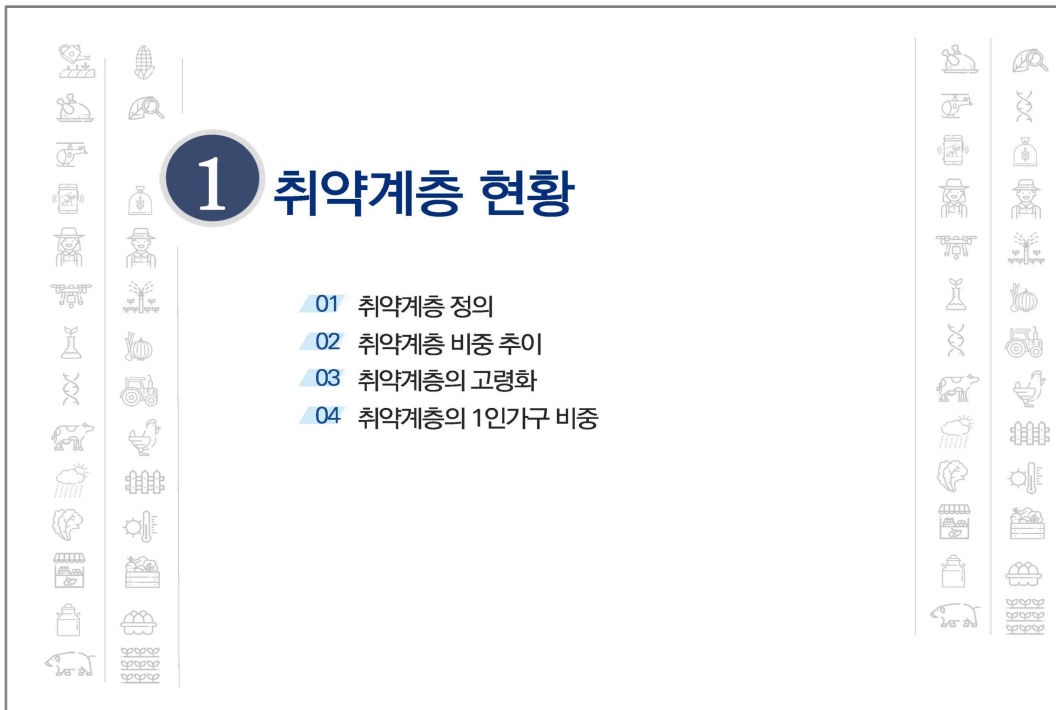 1 취약계층 현황
01 취약계층 정의
02 취약계층 비중 추이
03 취약계층의 고령화
04 취약계층의 1인가구 비중